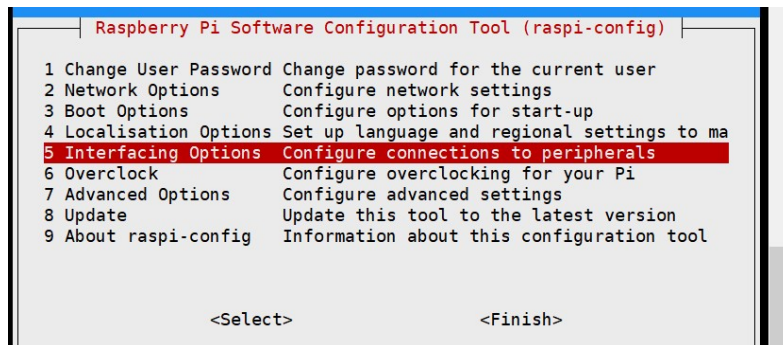 Raspberry Pi Software Configuration Tool (raspi-config)
1 Change User Password Change password for the current user
2 Network Options Configure network settings
3 Boot Options Configure options for start-up
4 Localisation Options Set up language and regional settings to ma
5 Interfacing Options Configure connections to peripherals
6 Overclock Configure overclocking for your Pi
7 Advanced Options Configure advanced settings
8 Update Update this tool to the latest version
9 About raspi-config Information about this configuration tool
<Select> <Finish>